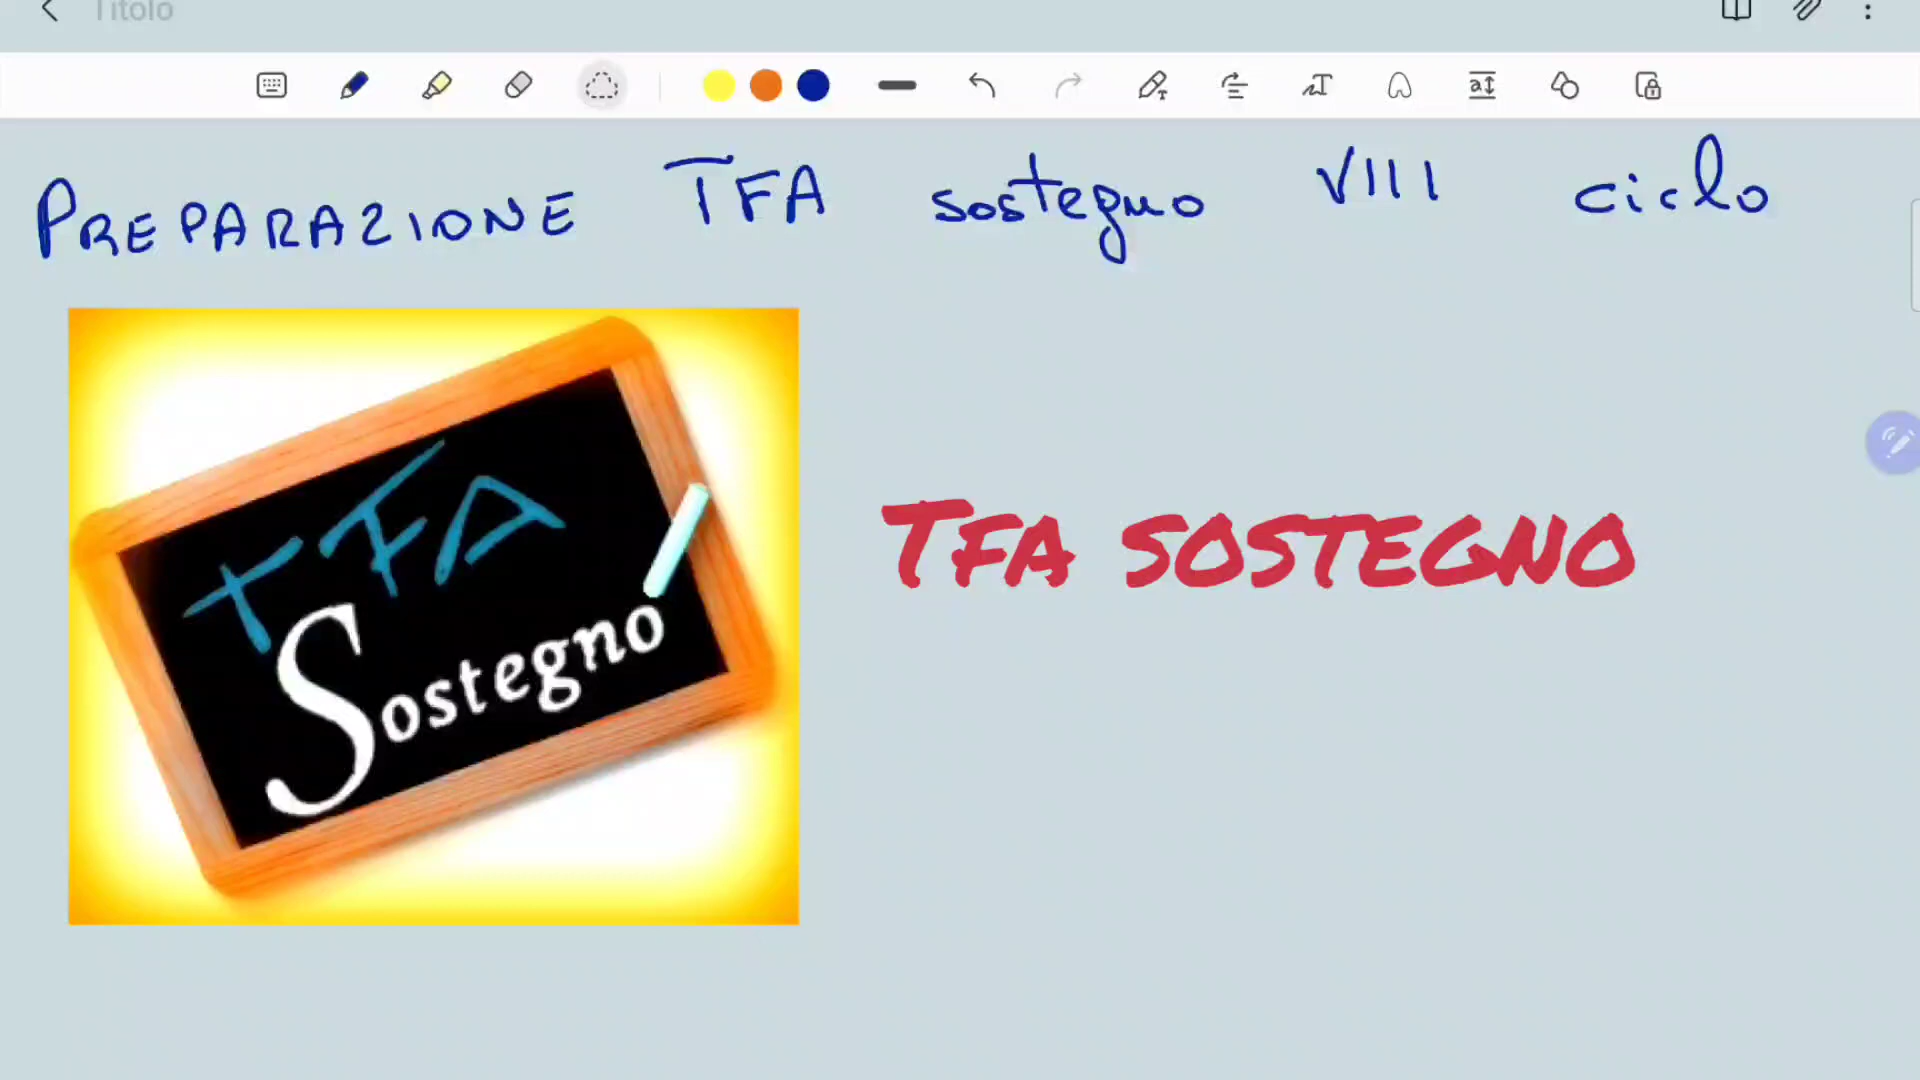 Titolo
PREPARAZIONE TFA sostegno VIII ciclo
TFA
Sostegno
TFA SOSTEGNO